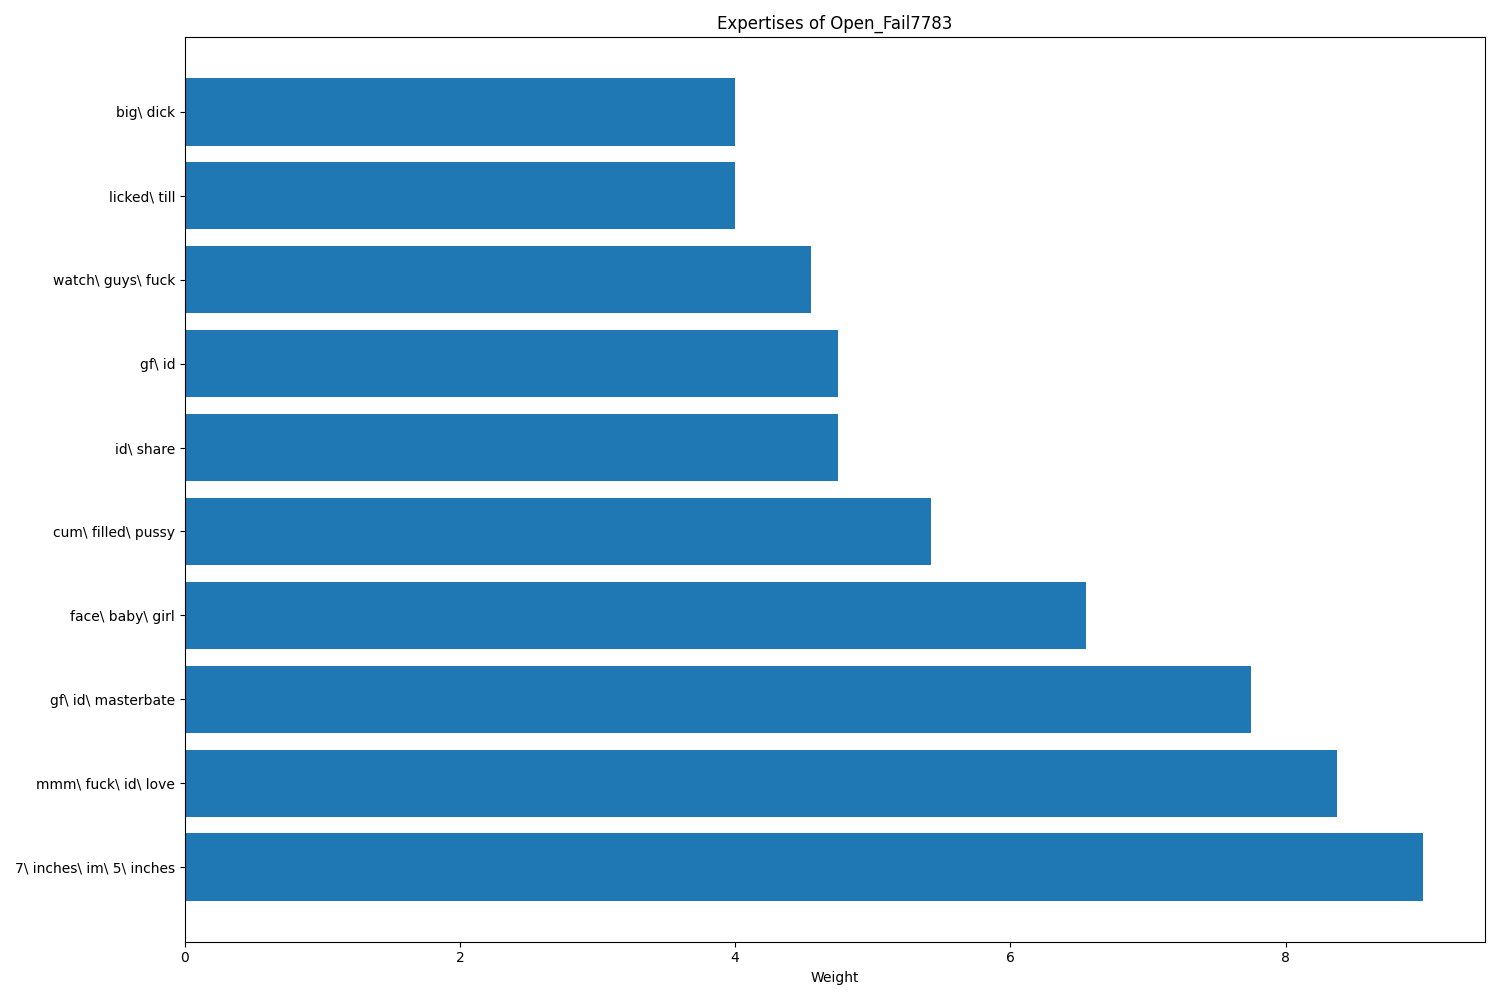 Expertises of Open_Fail7783
big\ dick
licked\ till
watch\ guys\ fuck
gf\ id
id\ share
cum\ filled\ pussy
face\ baby\ girl
gf\ id\ masterbate
mmm\ fuck\ id\ love
7\ inches\ im\ 5\ inches
0 2 4 6 8
Weight